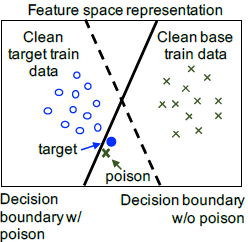 Feature space representation
Clean
target train
data
Clean base
train data
target
poison
Decision
boundary w/
poison
Decision boundary
w/o poison